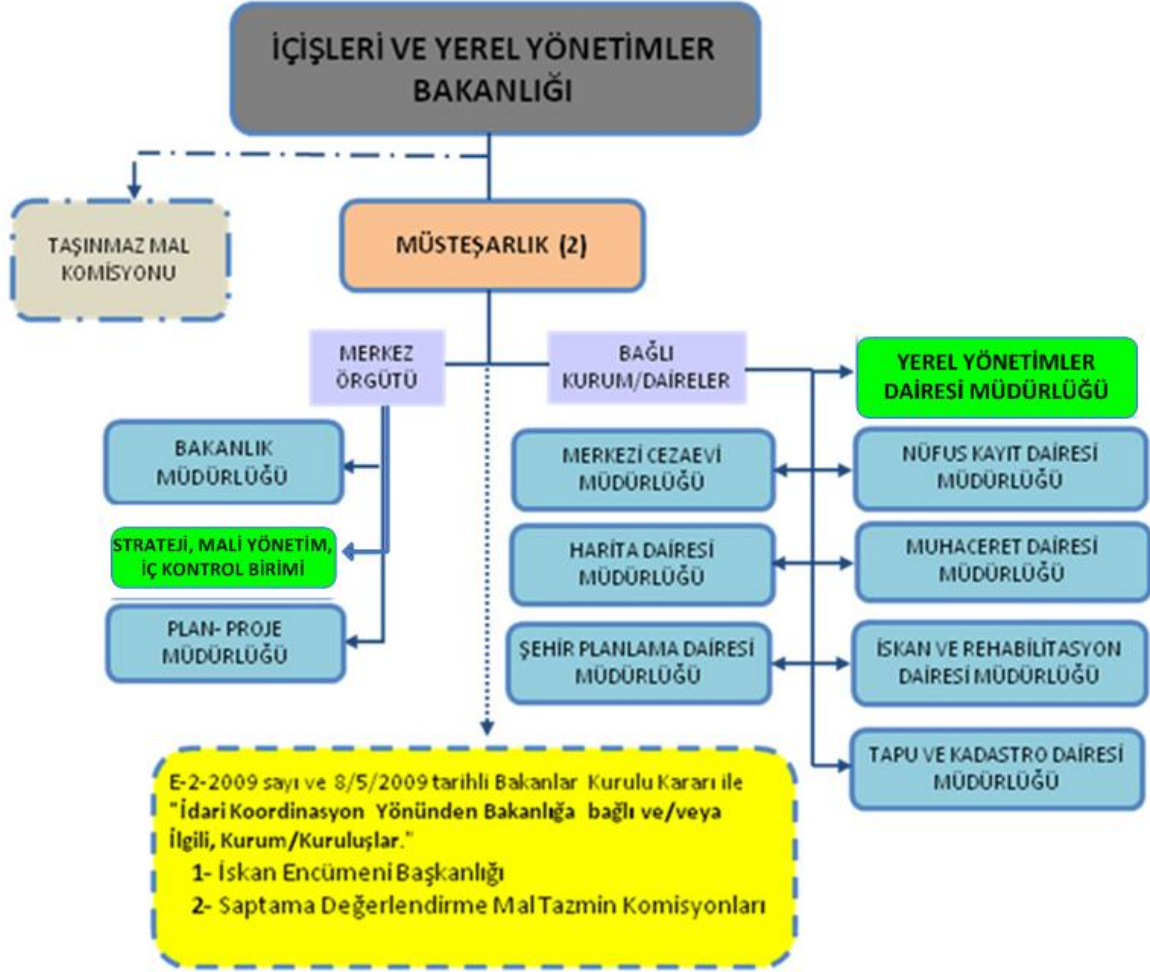 İÇİŞLERİ VE YEREL YÖNETİMLER
BAKANLIĞI
TAŞINMAZ MAL
KOMİSYONU
MÜSTEŞARLIK (2)
MERKEZ
ÖRGÜTÜ
BAĞLI
KURUM/DAİRELER
YEREL YÖNETİMLER
DAİRESİ MÜDÜRLÜĞÜ
BAKANLIK
MÜDÜRLÜĞÜ
MERKEZİ CEZAEVİ
MÜDÜRLÜĞÜ
NÜFUS KAYIT DAİRESİ
MÜDÜRLÜĞÜ
STRATEJİ, MALİ YÖNETİM,
İÇ KONTROL BİRİMİ
HARİTA DAİRESİ
MÜDÜRLÜĞÜ
MUHACERET DAİRESİ
MÜDÜRLÜĞÜ
PLAN- PROJE
MÜDÜRLÜĞÜ
ŞEHİR PLANLAMA DAİRESİ
MÜDÜRLÜĞÜ
İSKAN VE REHABİLİTASYON
DAİRESİ MÜDÜRLÜĞÜ
TAPU VE KADASTRO DAİRESİ
MÜDÜRLÜĞÜ
E-2-2009 sayı ve 8/5/2009 tarihli Bakanlar Kurulu Kararı ile
"İdari Koordinasyon Yönünden Bakanlığa bağlı ve/veya
İlgili, Kurum/Kuruluşlar."
1- İskan Encümeni Başkanlığı
2- Saptama Değerlendirme Mal Tazmin Komisyonları